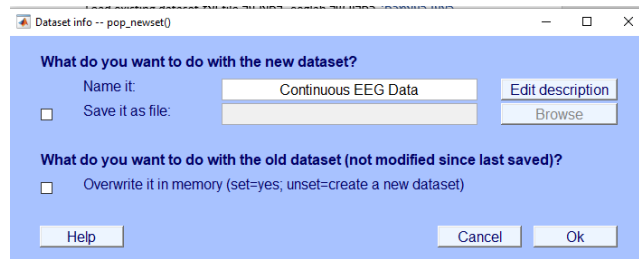 Dataset info -- pop_newset()
What do you want to do with the new dataset?
Name it: Continuous EEG Data Edit description
Save it as file: Browse
What do you want to do with the old dataset (not modified since last saved)?
Overwrite it in memory (set=yes; unset=create a new dataset)
Help Cancel Ok